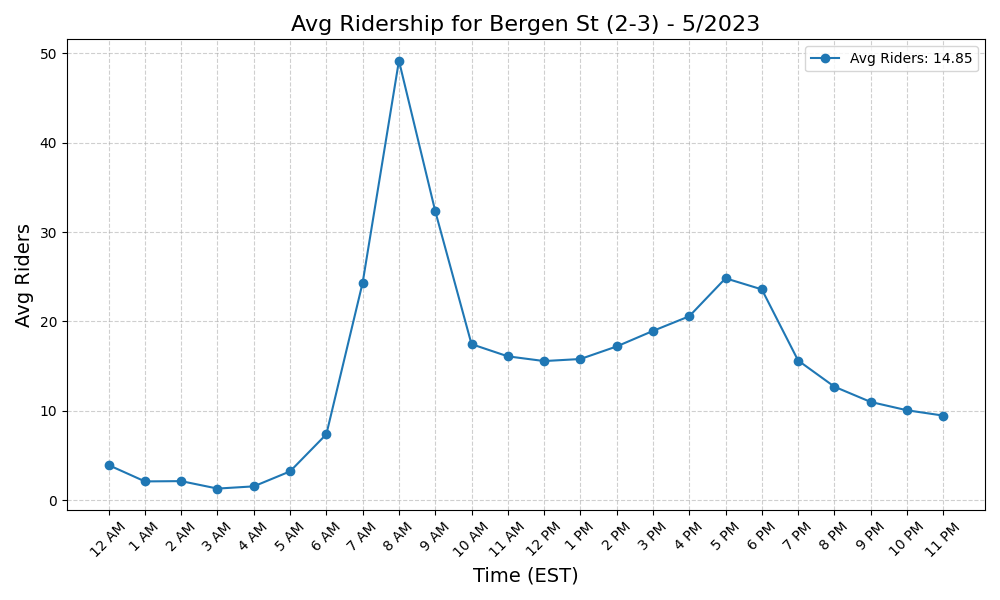 Avg Ridership for Bergen St (2-3) - 5/2023
Avg Riders: 14.85
Avg Riders
50
40
30
20
10
0
12 AM
1 AM
2 AM
3 AM
4 AM
5 AM
6 AM
7 AM
8 AM
9 AM
10 AM
11 AM
12 PM
1 PM
2 PM
3 PM
4 PM
5 PM
6 PM
7 PM
8 PM
9 PM
10 PM
11 PM
Time (EST)